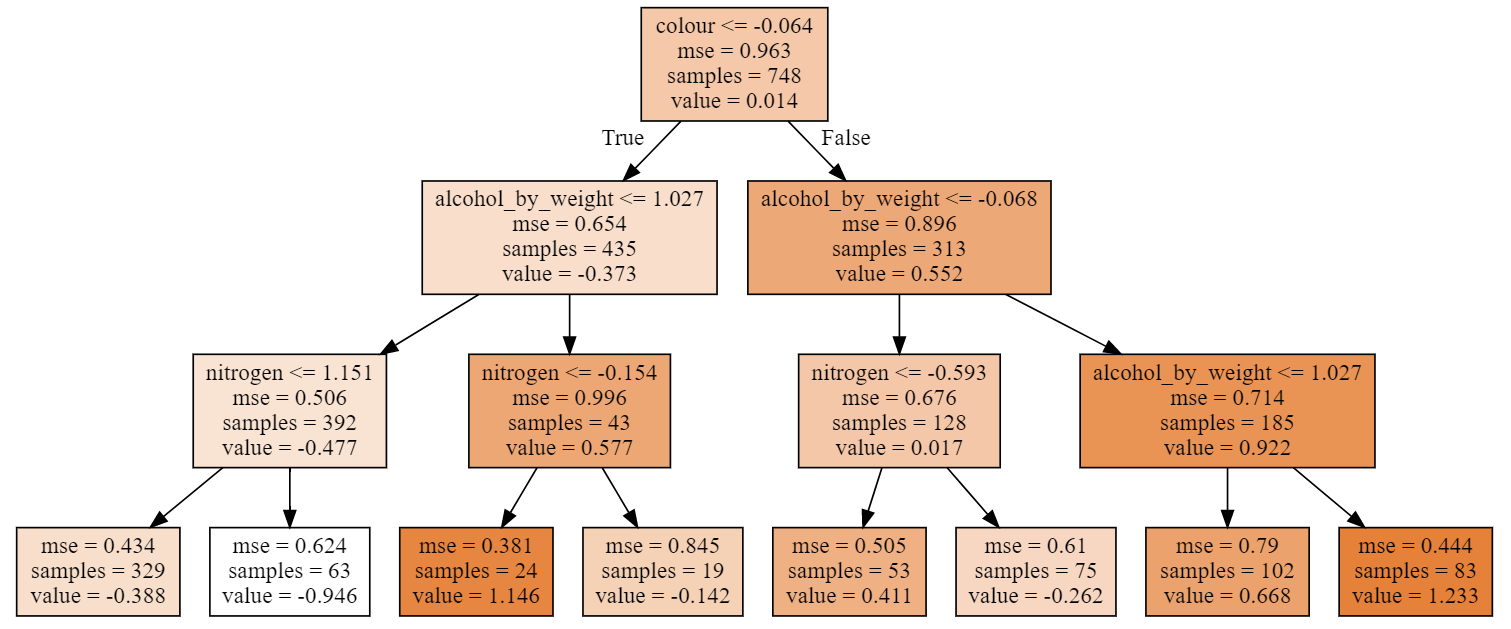 colour <= -0.064
mse = 0.963
samples = 748
value = 0.014
True
False
alcohol_by_weight <= 1.027
mse = 0.654
samples = 435
value = -0.373
alcohol_by_weight <= -0.068
mse = 0.896
samples = 313
value = 0.552
nitrogen <= 1.151
mse = 0.506
samples = 392
value = -0.477
nitrogen <= -0.154
mse = 0.996
samples = 43
value = 0.577
nitrogen <= -0.593
mse = 0.676
samples = 128
value = 0.017
alcohol_by_weight <= 1.027
mse = 0.714
samples = 185
value = 0.922
mse = 0.434
samples = 329
value = -0.388
mse = 0.624
samples = 63
value = -0.946
mse = 0.381
samples = 24
value = 1.146
mse = 0.845
samples = 19
value = -0.142
mse = 0.505
samples = 53
value = 0.411
mse = 0.61
samples = 75
value = -0.262
mse = 0.79
samples = 102
value = 0.668
mse = 0.444
samples = 83
value = 1.233